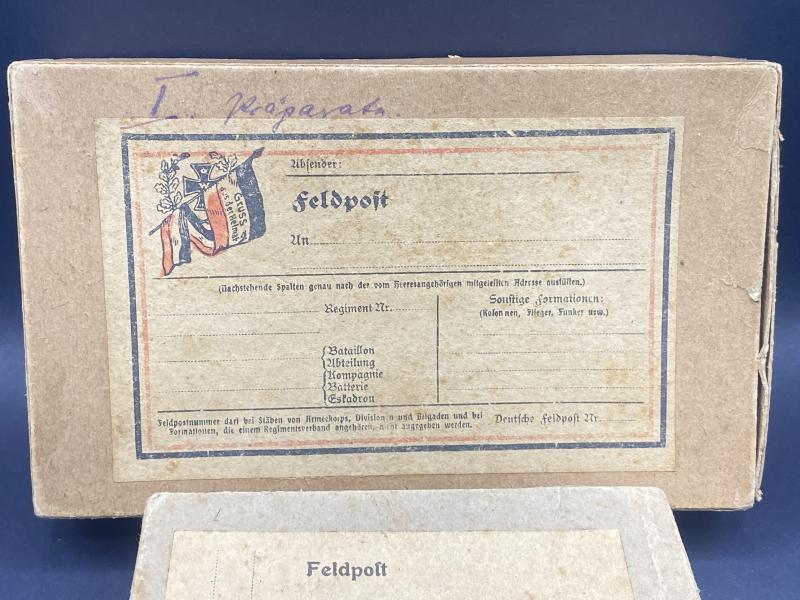 I. Präparate.
Absender:
Gruss
aus der Heimat
Feldpost
An
(Nachstehende Spalten genau nach der vom Heeresangehörigen mitgeteilten Adresse ausfüllen.)
Regiment Nr.
Bataillon
Abteilung
Kompagnie
Batterie
Eskadron
Sonstige Formationen:
(Kolonnen, Flieger, Funker usw.)
Feldpostnummer darf bei Stäben von Armeekorps, Division n und Brigaden und bei
Formationen, die einem Regimentsverband angehören, nicht angegeben werden.
Deutsche Feldpost Nr.
Feldpost